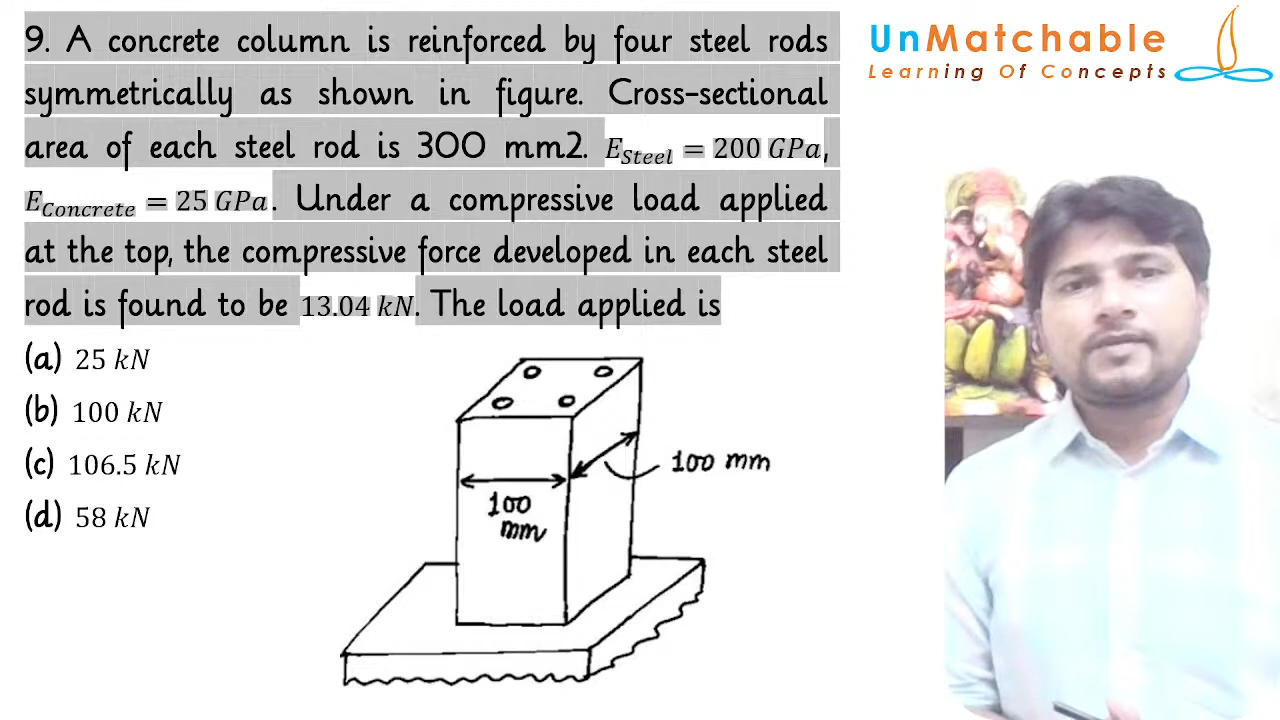 9. A concrete column is reinforced by four steel rods
symmetrically as shown in figure. Cross-sectional
area of each steel rod is 300 mm2. E_Steel = 200 GPa,
E_Concrete = 25 GPa. Under a compressive load applied
at the top, the compressive force developed in each steel
rod is found to be 13.04 kN. The load applied is
(a) 25 kN
(b) 100 kN
(c) 106.5 kN
(d) 58 kN
100 mm
100
mm
UnMatchable
Learning Of Concepts